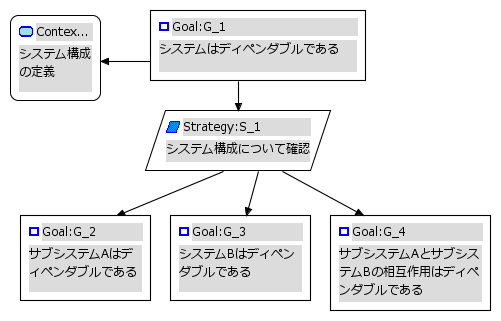 Contex...
システム構成
の定義
Goal:G_1
システムはディペンダブルである
Strategy:S_1
システム構成について確認
Goal:G_2
サブシステムAはデ
ィペンダブルである
Goal:G_3
システムBはディペン
ダブルである
Goal:G_4
サブシステムAとサブシス
テムBの相互作用はディペ
ンダブルである